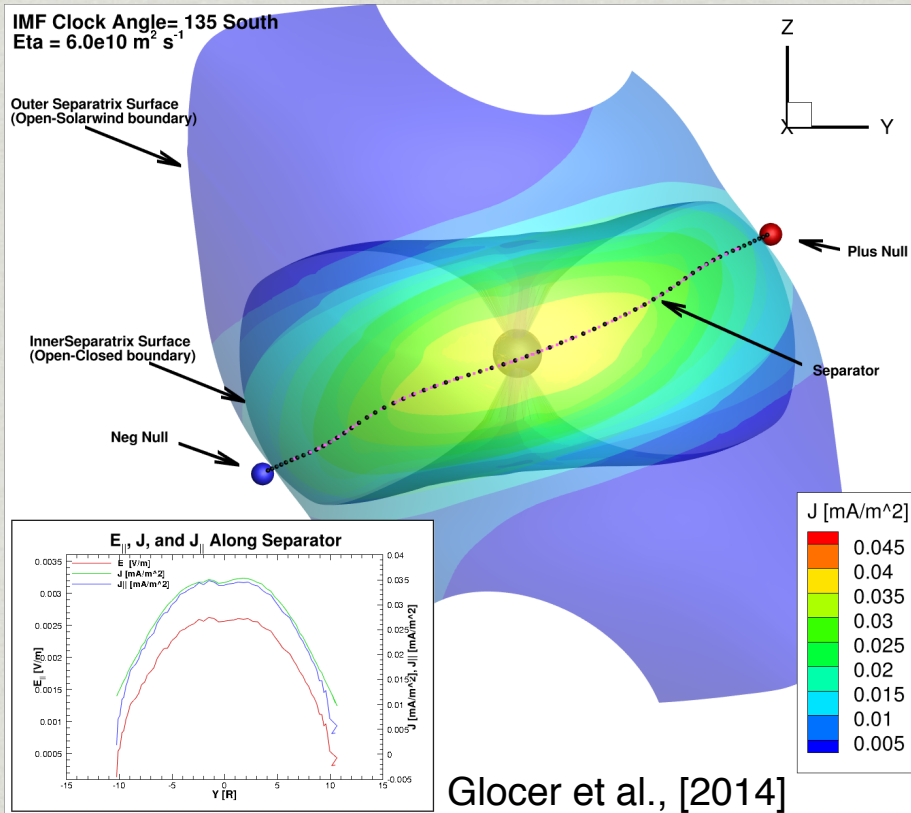 IMF Clock Angle= 135 South
Eta = 6.0e10 m² s⁻¹
Outer Separatrix Surface
(Open-Solarwind boundary)
Z
X
Y
Plus Null
InnerSeparatrix Surface
(Open-Closed boundary)
Separator
Neg Null
J [mA/m^2]
0.045
0.04
0.035
0.03
0.025
0.02
0.015
0.01
0.005
E||, J, and J|| Along Separator
E [V/m]
J [mA/m^2]
J|| [mA/m^2]
E|| [V/m]
0.0035
0.003
0.0025
0.002
0.0015
0.001
0.0005
0.04
0.035
0.03
0.025
0.02
0.015
0.01
0.005
0
-0.005
J [mA/m^2], J|| [mA/m^2]
-15
-10
-5
0
5
10
15
Y [R]
Glocer et al., [2014]